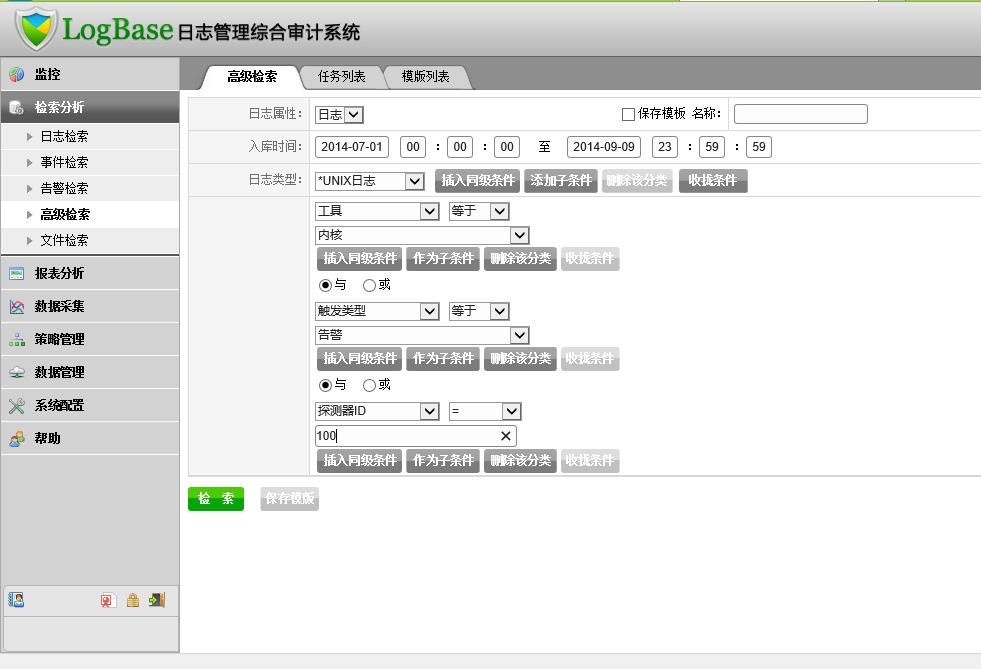 LogBase日志管理综合审计系统
监控
检索分析
日志检索
事件检索
告警检索
高级检索
文件检索
报表分析
数据采集
策略管理
数据管理
系统配置
帮助
高级检索 任务列表 模版列表
日志属性: 日志 保存模板 名称:
入库时间: 2014-07-01 00 : 00 : 00 至 2014-09-09 23 : 59 : 59
日志类型: *UNIX日志 插入同级条件 添加子条件 删除该分类 收拢条件
工具 等于
内核
插入同级条件 作为子条件 删除该分类 收拢条件
与 或
触发类型 等于
告警
插入同级条件 作为子条件 删除该分类 收拢条件
与 或
探测器ID =
100
插入同级条件 作为子条件 删除该分类 收拢条件
检 索 保存模版